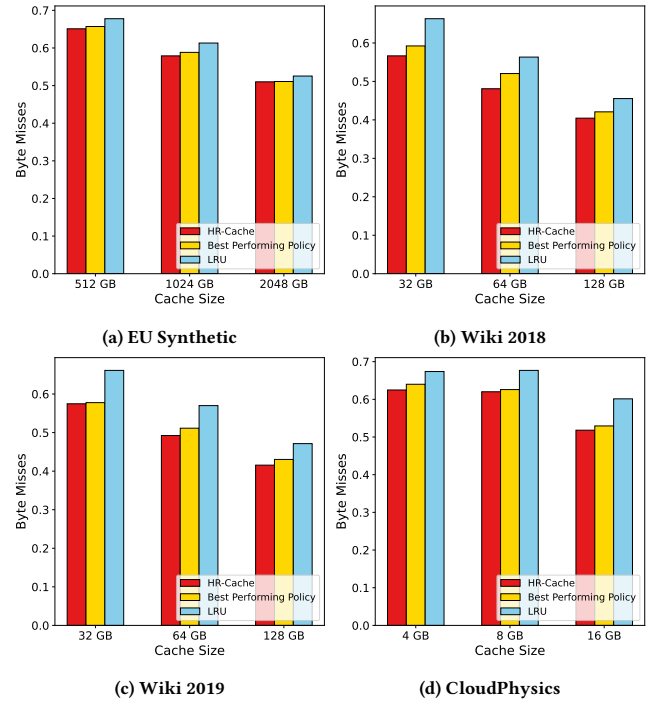 0.7
0.6
0.5
0.4
0.3
0.2
0.1
0.0
Byte Misses
HR-Cache
Best Performing Policy
LRU
512 GB 1024 GB 2048 GB
Cache Size
(a) EU Synthetic
0.6
0.5
0.4
0.3
0.2
0.1
0.0
Byte Misses
HR-Cache
Best Performing Policy
LRU
32 GB 64 GB 128 GB
Cache Size
(b) Wiki 2018
0.6
0.5
0.4
0.3
0.2
0.1
0.0
Byte Misses
HR-Cache
Best Performing Policy
LRU
32 GB 64 GB 128 GB
Cache Size
(c) Wiki 2019
0.7
0.6
0.5
0.4
0.3
0.2
0.1
0.0
Byte Misses
HR-Cache
Best Performing Policy
LRU
4 GB 8 GB 16 GB
Cache Size
(d) CloudPhysics